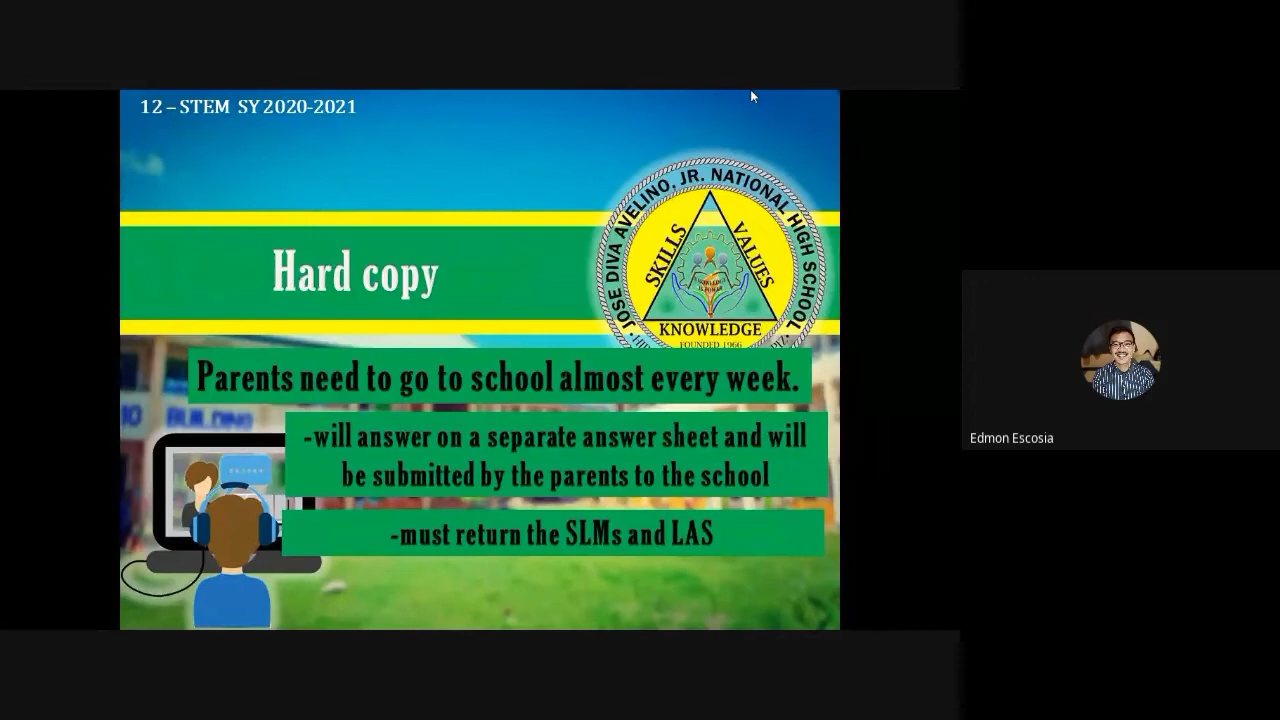 12 – STEM SY 2020-2021
JOSE DIVA AVELINO, JR. NATIONAL HIGH SCHOOL
SKILLS
VALUES
KNOWLEDGE
FOUNDED 1966
Hard copy
Parents need to go to school almost every week.
-will answer on a separate answer sheet and will
be submitted by the parents to the school
-must return the SLMs and LAS
BUILDING
Edmon Escosia